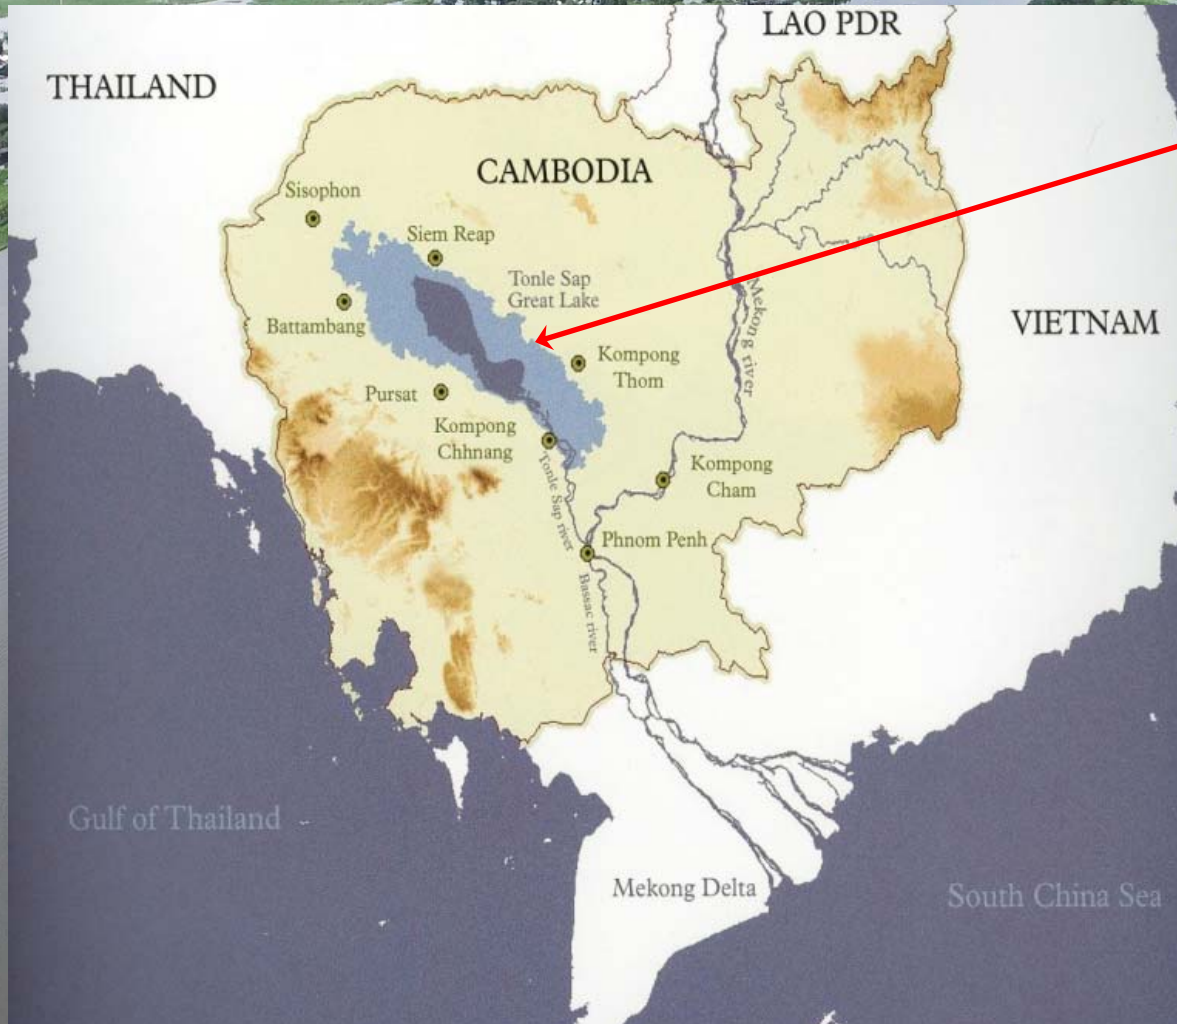 LAO PDR
THAILAND
CAMBODIA
Sisophon
Siem Reap
Tonle Sap
Great Lake
Mekong river
Battambang
VIETNAM
Kompong
Thom
Pursat
Kompong
Chhnang
Tonle Sap river
Kompong
Cham
Phnom Penh
Bassac river
Gulf of Thailand
Mekong Delta
South China Sea